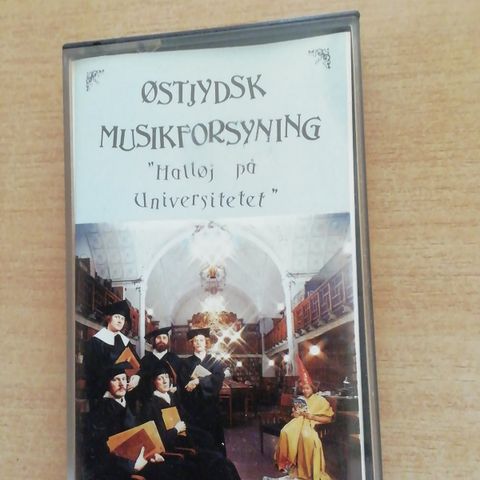 ØSTJYDSK
MUSIKFORSYNING
"Halløj på
Universitetet"